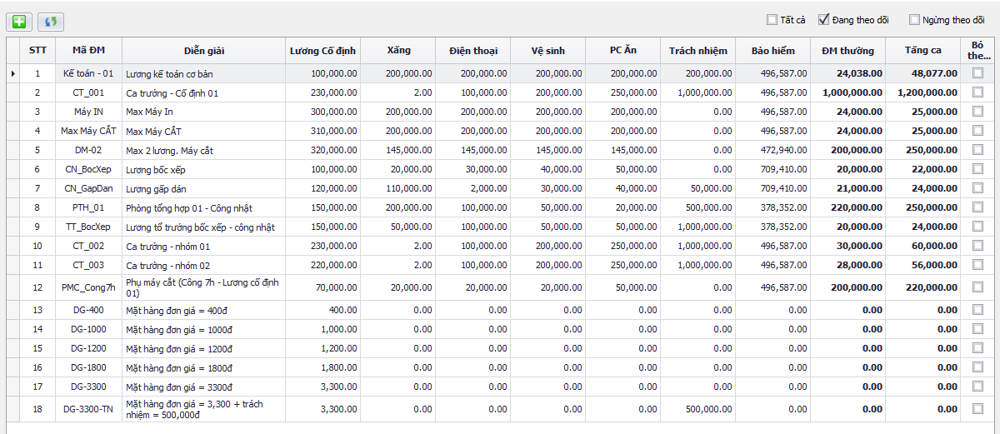 Tất cả Đang theo dõi Ngừng theo dõi
STT Mã ĐM Diễn giải Lương Cố định Xăng Điện thoại Vệ sinh PC Ăn Trách nhiệm Bảo hiểm ĐM thường Tăng ca Bỏ
the...
1 Kế toán - 01 Lương kế toán cơ bản 100,000.00 200,000.00 200,000.00 200,000.00 200,000.00 200,000.00 496,587.00 24,038.00 48,077.00
2 CT_001 Ca trưởng - Cố định 01 230,000.00 2.00 100,000.00 200,000.00 250,000.00 1,000,000.00 496,587.00 1,000,000.00 1,200,000.00
3 Máy IN Max Máy In 300,000.00 200,000.00 200,000.00 200,000.00 200,000.00 0.00 496,587.00 24,000.00 25,000.00
4 Max Máy CẮT Max Máy CẮT 310,000.00 200,000.00 200,000.00 200,000.00 200,000.00 0.00 496,587.00 24,000.00 25,000.00
5 DM-02 Max 2 lương. Máy cắt 320,000.00 145,000.00 145,000.00 145,000.00 145,000.00 0.00 472,940.00 200,000.00 250,000.00
6 CN_BocXep Lương bốc xếp 100,000.00 20,000.00 30,000.00 40,000.00 50,000.00 0.00 709,410.00 20,000.00 22,000.00
7 CN_GapDan Lương gấp dán 120,000.00 110,000.00 2,000.00 30,000.00 40,000.00 50,000.00 709,410.00 21,000.00 24,000.00
8 PTH_01 Phòng tổng hợp 01 - Công nhật 150,000.00 200,000.00 100,000.00 50,000.00 20,000.00 500,000.00 378,352.00 220,000.00 250,000.00
9 TT_BocXep Lương tổ trưởng bốc xếp - công nhật 150,000.00 50,000.00 100,000.00 50,000.00 50,000.00 1,000,000.00 378,352.00 20,000.00 24,000.00
10 CT_002 Ca trưởng - nhóm 01 230,000.00 2.00 100,000.00 200,000.00 250,000.00 1,000,000.00 496,587.00 30,000.00 60,000.00
11 CT_003 Ca trưởng - nhóm 02 220,000.00 2.00 100,000.00 200,000.00 250,000.00 1,000,000.00 496,587.00 28,000.00 56,000.00
12 PMC_Cong7h Phụ máy cắt (Công 7h - Lương cố định
01) 70,000.00 20,000.00 20,000.00 20,000.00 50,000.00 0.00 496,587.00 200,000.00 220,000.00
13 DG-400 Mặt hàng đơn giá = 400đ 400.00 0.00 0.00 0.00 0.00 0.00 0.00 0.00 0.00
14 DG-1000 Mặt hàng đơn giá = 1000đ 1,000.00 0.00 0.00 0.00 0.00 0.00 0.00 0.00 0.00
15 DG-1200 Mặt hàng đơn giá = 1200đ 1,200.00 0.00 0.00 0.00 0.00 0.00 0.00 0.00 0.00
16 DG-1800 Mặt hàng đơn giá = 1800đ 1,800.00 0.00 0.00 0.00 0.00 0.00 0.00 0.00 0.00
17 DG-3300 Mặt hàng đơn giá = 3300đ 3,300.00 0.00 0.00 0.00 0.00 0.00 0.00 0.00 0.00
18 DG-3300-TN Mặt hàng đơn giá = 3,300 + trách
nhiệm = 500,000đ 3,300.00 0.00 0.00 0.00 0.00 500,000.00 0.00 0.00 0.00